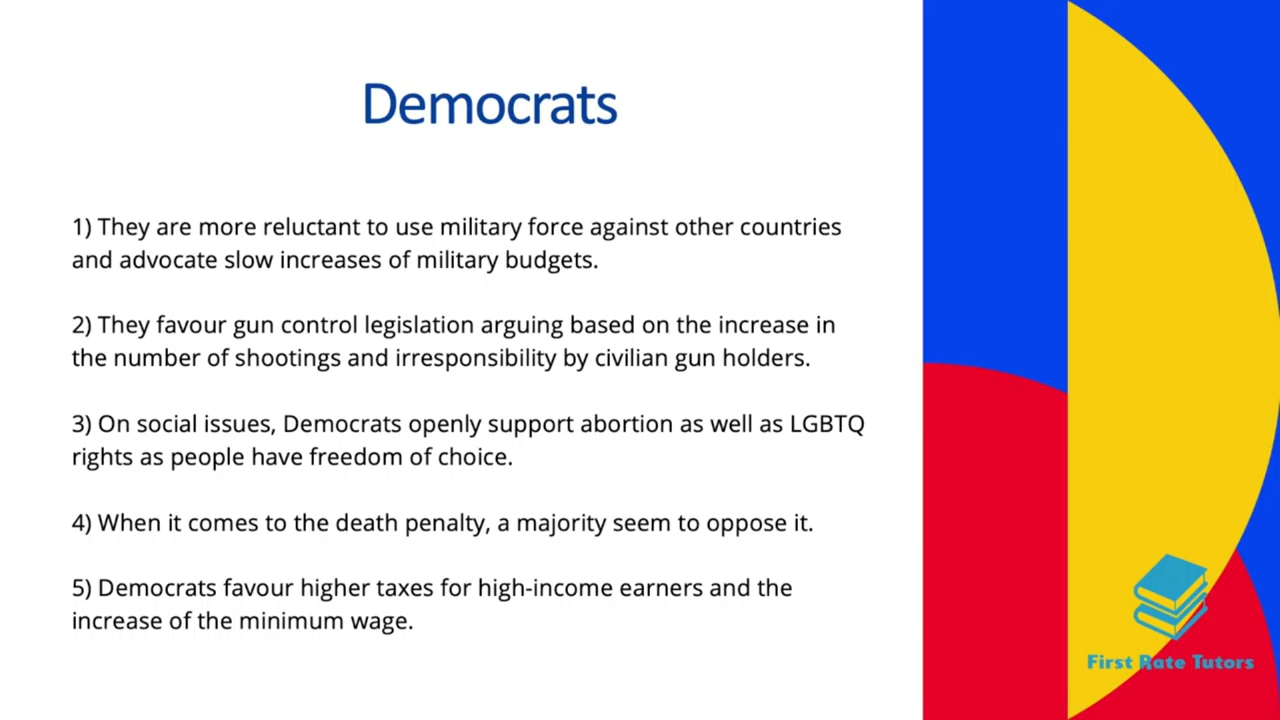 Democrats
1) They are more reluctant to use military force against other countries
and advocate slow increases of military budgets.
2) They favour gun control legislation arguing based on the increase in
the number of shootings and irresponsibility by civilian gun holders.
3) On social issues, Democrats openly support abortion as well as LGBTQ
rights as people have freedom of choice.
4) When it comes to the death penalty, a majority seem to oppose it.
5) Democrats favour higher taxes for high-income earners and the
increase of the minimum wage.
First Rate Tutors